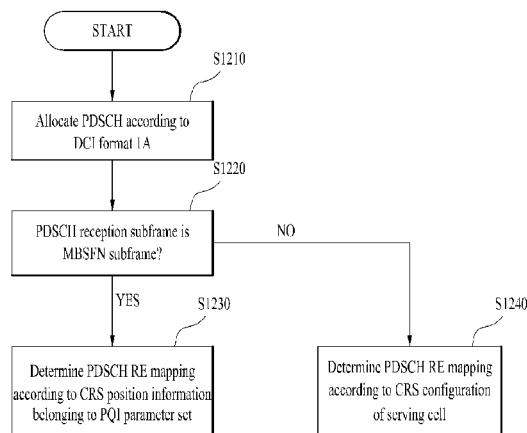 START
S1210
Allocate PDSCH according to
DCI format 1A
S1220
PDSCH reception subframe is
MBSFN subframe?
NO
YES
S1230
S1240
Determine PDSCH RE mapping
according to CRS position information
belonging to PQI parameter set
Determine PDSCH RE mapping
according to CRS configuration
of serving cell